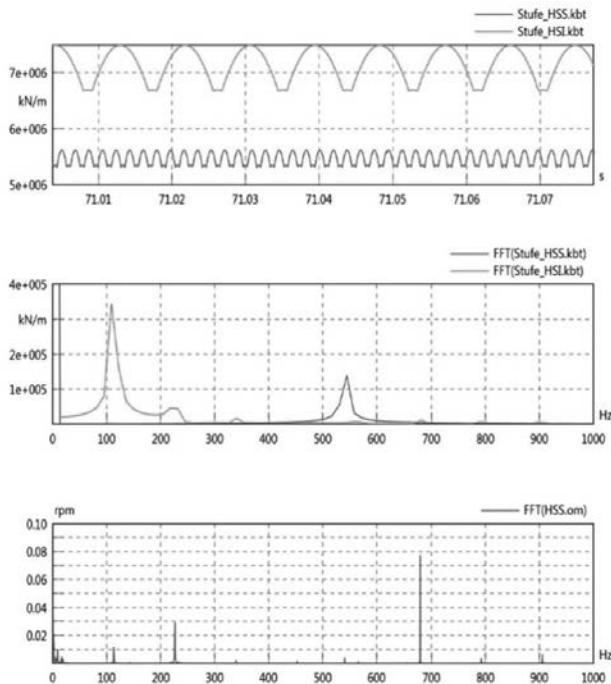 Stufe_HSS.kbt
Stufe_HSI.kbt
7e+006
kN/m
6e+006
5e+006
s
71.01 71.02 71.03 71.04 71.05 71.06 71.07
FFT(Stufe_HSS.kbt)
FFT(Stufe_HSI.kbt)
4e+005
kN/m
2e+005
1e+005
Hz
0 100 200 300 400 500 600 700 800 900 1000
rpm
FFT(HSS.om)
0.10
0.08
0.06
0.04
0.02
Hz
0 100 200 300 400 500 600 700 800 900 1000